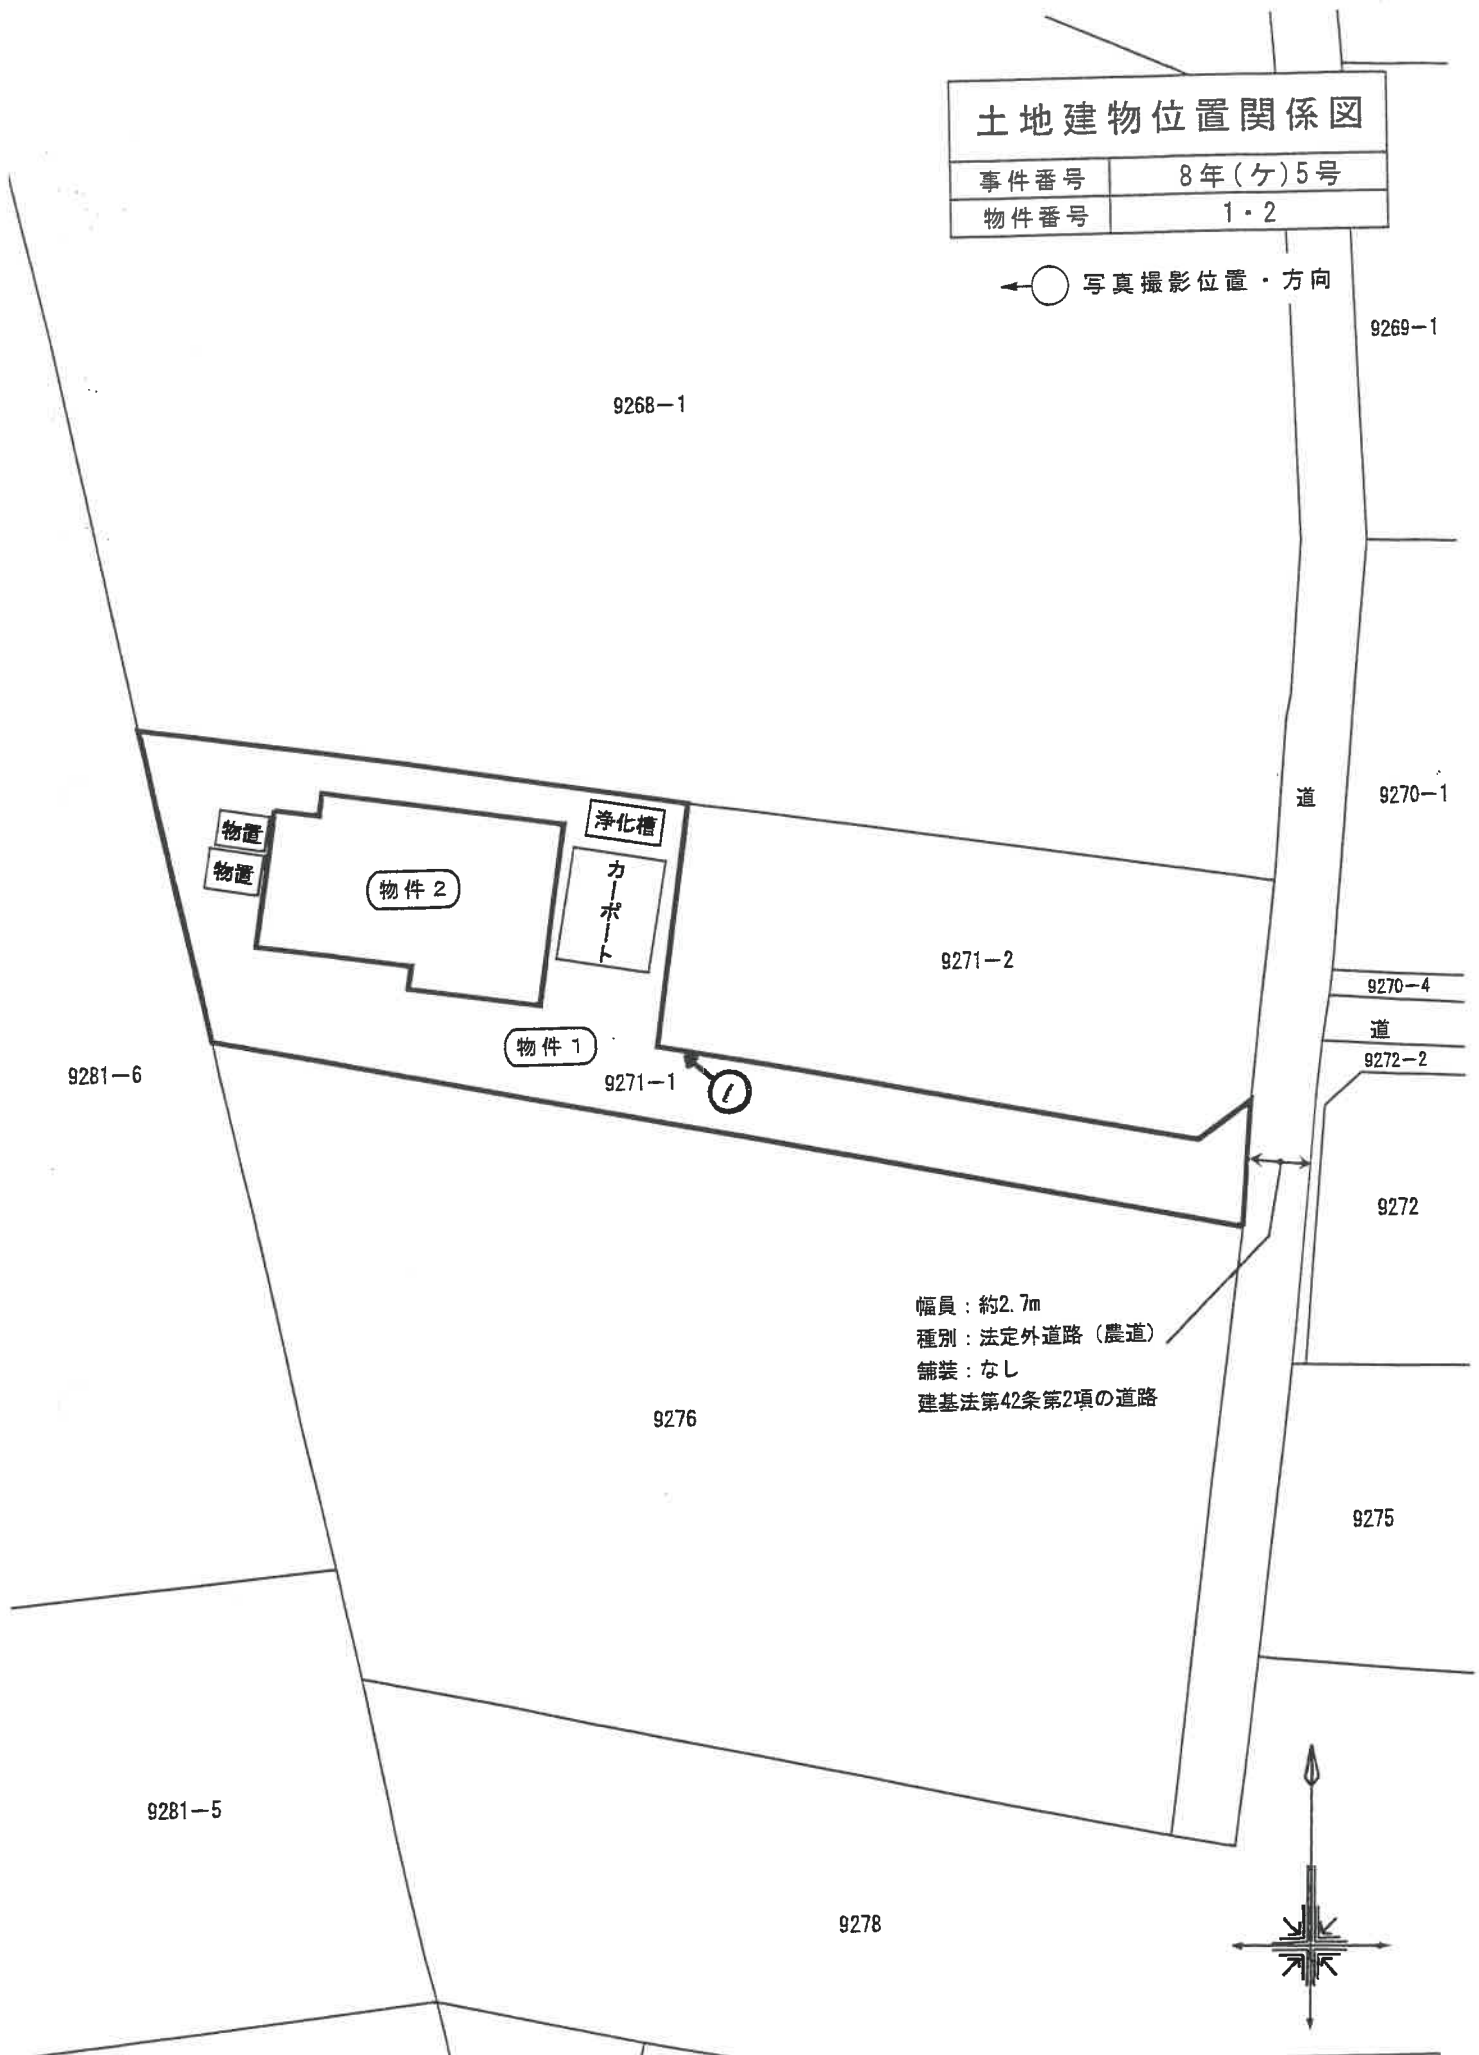 土地建物位置関係図
事件番号 8年(ケ)5号
物件番号 1・2
写真撮影位置・方向
9269-1
9268-1
道
9270-1
浄化槽
物置
物置
カーポート
物件2
9271-2
9270-4
道
9272-2
物件1
9271-1
9281-6
9272
幅員:約2.7m
種別:法定外道路(農道)
舗装:なし
建基法第42条第2項の道路
9276
9275
9281-5
9278